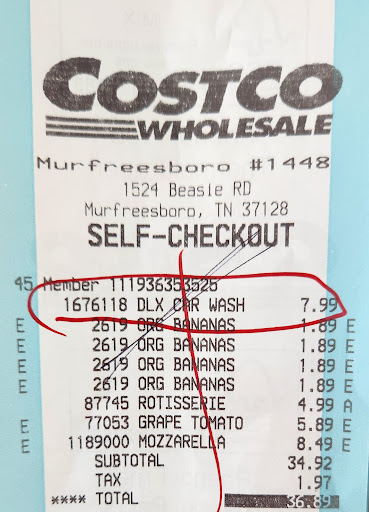 COSTCO
WHOLESALE
Murfreesboro #1448
1524 Beasie RD
Murfreesboro, TN 37128
SELF-CHECKOUT
45 Member 111936353525
1676118 DLX CAR WASH 7.99
E 2619 ORG BANANAS 1.89 E
E 2619 ORG BANANAS 1.89 E
E 2619 ORG BANANAS 1.89 E
E 2619 ORG BANANAS 1.89 E
87745 ROTISSERIE 4.99 A
E 77053 GRAPE TOMATO 5.89 E
E 1189000 MOZZARELLA 8.49 E
SUBTOTAL 34.92
TAX 1.97
**** TOTAL 36.89